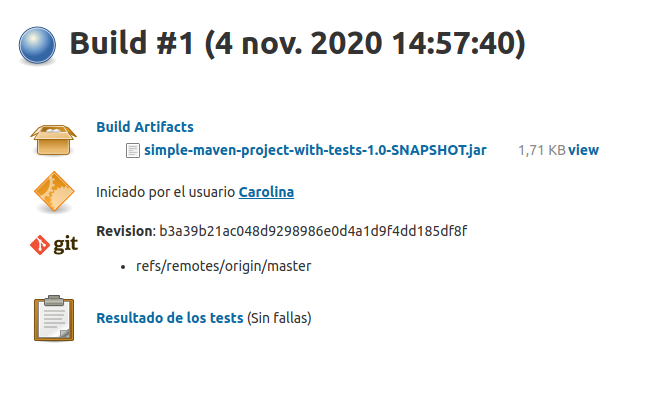 Build #1 (4 nov. 2020 14:57:40)
Build Artifacts
simple-maven-project-with-tests-1.0-SNAPSHOT.jar 1,71 KB view
Iniciado por el usuario Carolina
git Revision: b3a39b21ac048d9298986e0d4a1d9f4dd185df8f
• refs/remotes/origin/master
Resultado de los tests (Sin fallas)